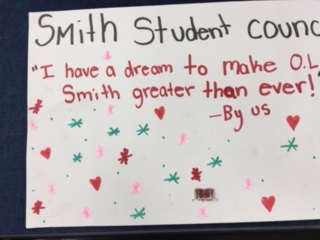 Smith Student counc
"I have a dream to make O.L
Smith greater than ever!"
-By us